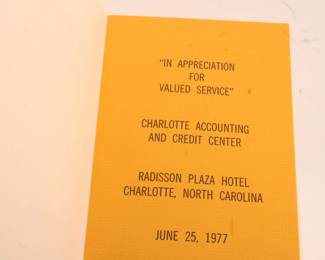 "IN APPRECIATION
FOR
VALUED SERVICE"
CHARLOTTE ACCOUNTING
AND CREDIT CENTER
RADISSON PLAZA HOTEL
CHARLOTTE, NORTH CAROLINA
JUNE 25, 1977